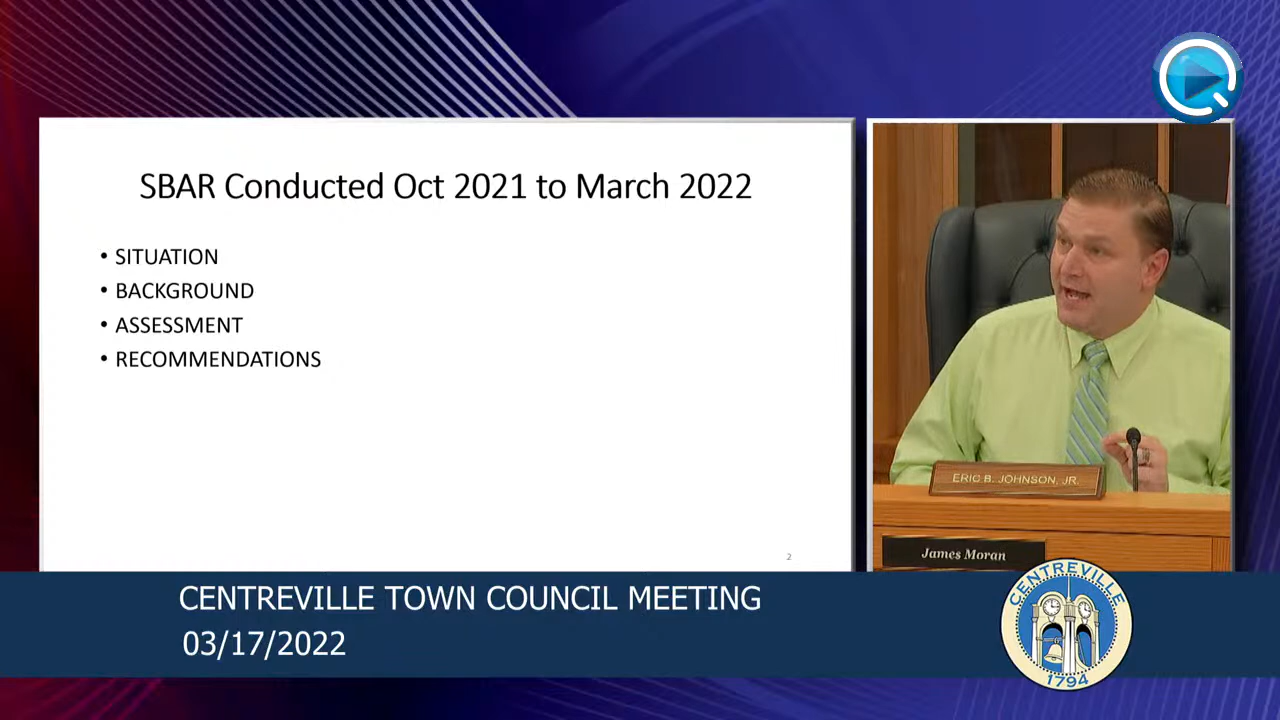 SBAR Conducted Oct 2021 to March 2022
• SITUATION
• BACKGROUND
• ASSESSMENT
• RECOMMENDATIONS
2
ERIC B. JOHNSON, JR.
James Moran
CENTREVILLE TOWN COUNCIL MEETING
03/17/2022
CENTREVILLE
1794